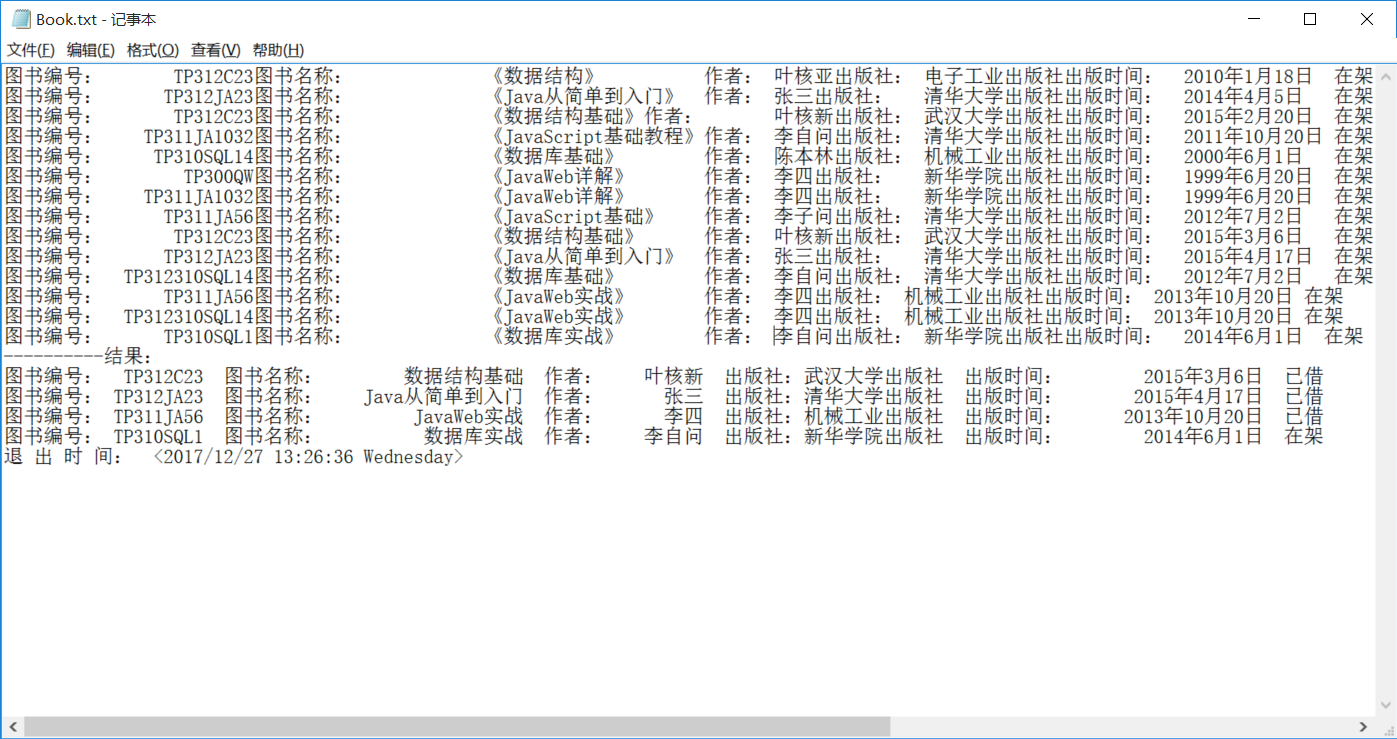 Book.txt - 记事本
文件(F) 编辑(E) 格式(O) 查看(V) 帮助(H)
图书编号： TP312C23图书名称： 《数据结构》 作者： 叶核亚出版社： 电子工业出版社出版时间： 2010年1月18日 在架
图书编号： TP312JA23图书名称： 《Java从简单到入门》 作者： 张三出版社： 清华大学出版社出版时间： 2014年4月5日 在架
图书编号： TP312C23图书名称： 《数据结构基础》作者： 叶核新出版社： 武汉大学出版社出版时间： 2015年2月20日 在架
图书编号： TP311JA1032图书名称： 《JavaScript基础教程》作者： 李自问出版社： 清华大学出版社出版时间： 2011年10月20日 在架
图书编号： TP310SQL14图书名称： 《数据库基础》 作者： 陈本林出版社： 机械工业出版社出版时间： 2000年6月1日 在架
图书编号： TP300QW图书名称： 《JavaWeb详解》 作者： 李四出版社： 新华学院出版社出版时间： 1999年6月20日 在架
图书编号： TP311JA1032图书名称： 《JavaWeb详解》 作者： 李四出版社： 新华学院出版社出版时间： 1999年6月20日 在架
图书编号： TP311JA56图书名称： 《JavaScript基础》 作者： 李子问出版社： 清华大学出版社出版时间： 2012年7月2日 在架
图书编号： TP312C23图书名称： 《数据结构基础》 作者： 叶核新出版社： 武汉大学出版社出版时间： 2015年3月6日 在架
图书编号： TP312JA23图书名称： 《Java从简单到入门》 作者： 张三出版社： 清华大学出版社出版时间： 2015年4月17日 在架
图书编号： TP312310SQL14图书名称： 《数据库基础》 作者： 李自问出版社： 清华大学出版社出版时间： 2012年7月2日 在架
图书编号： TP311JA56图书名称： 《JavaWeb实战》 作者： 李四出版社： 机械工业出版社出版时间： 2013年10月20日 在架
图书编号： TP312310SQL14图书名称： 《JavaWeb实战》 作者： 李四出版社： 机械工业出版社出版时间： 2013年10月20日 在架
图书编号： TP310SQL1图书名称： 《数据库实战》 作者： 李自问出版社： 新华学院出版社出版时间： 2014年6月1日 在架
----------结果：
图书编号： TP312C23 图书名称： 数据结构基础 作者： 叶核新 出版社：武汉大学出版社 出版时间： 2015年3月6日 已借
图书编号： TP312JA23 图书名称： Java从简单到入门 作者： 张三 出版社：清华大学出版社 出版时间： 2015年4月17日 已借
图书编号： TP311JA56 图书名称： JavaWeb实战 作者： 李四 出版社：机械工业出版社 出版时间： 2013年10月20日 已借
图书编号： TP310SQL1 图书名称： 数据库实战 作者： 李自问 出版社：新华学院出版社 出版时间： 2014年6月1日 在架
退 出 时 间： <2017/12/27 13:26:36 Wednesday>